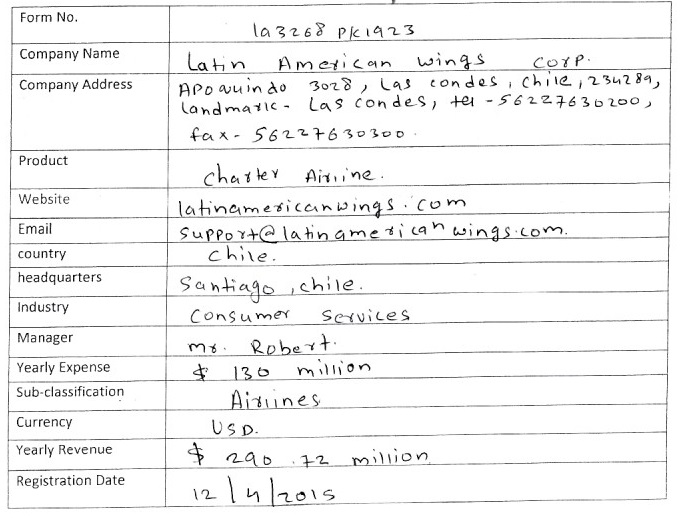 Form No. la3268 pk1923
Company Name Latin American wings corp.
Company Address Apoquindo 3028, Las condes, chile, 234289,
landmark- Las condes, tel -56227630200,
fax- 56227630300.
Product charter Airline.
Website latinamericanwings.com
Email support@latinamericanwings.com.
country chile.
headquarters Santiago, chile.
Industry Consumer Services
Manager mr. Robert.
Yearly Expense $ 130 million
Sub-classification Airlines
Currency USD.
Yearly Revenue $ 290.72 million
Registration Date 12/4/2015